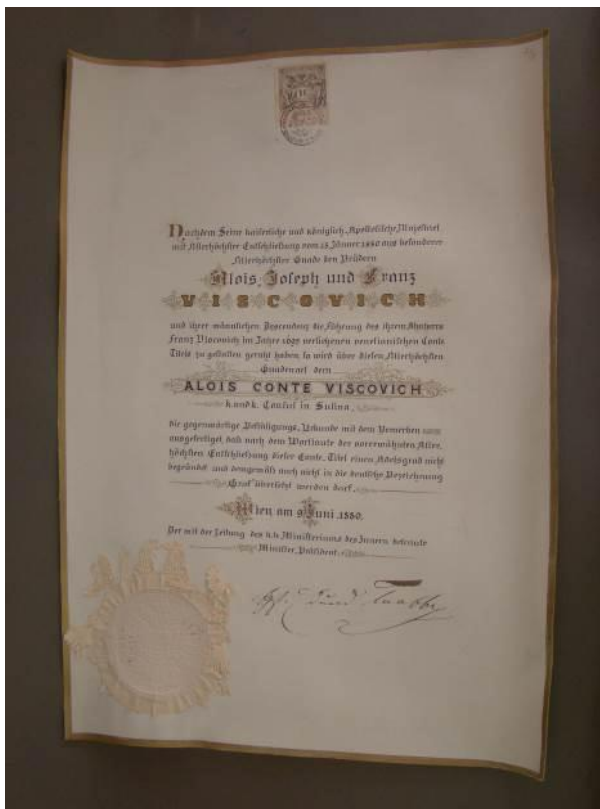 Nachdem Seine kaiserliche und königlich Apostolische Majestaet
mit Allerhöchster Entschließung vom 18 Jänner 1880 aus besonderer
Allerhöchster Gnade den Brüdern
Alois, Joseph und Franz
VISCOVICH
und ihrer männlichen Descendenz die Führung des ihrem Ahnherrn
Franz Viscovich im Jahre verliehenen venetianischen Conte
Titels zu gestatten geruht haben, so wird über diesen Allerhöchsten
Gnadenact dem
ALOIS CONTE VISCOVICH
k. und k. Consul in Sulina,
die gegenwärtige Bestätigungs-Urkunde mit dem Bemerken
ausgefertiget, daß nach dem Wortlaute der vorerwähnten Aller-
höchsten Entschliessung dieser Conte-Titel einen Adelsgrad nicht
begründet und demgemäß auch nicht in die deutsche Bezeichnung
Graf übersetzt werden darf.
Wien am 9 Juni 1880.
Der mit der Leitung des k.k. Ministeriums des Innern betraute
Minister-Präsident:
Taaffe